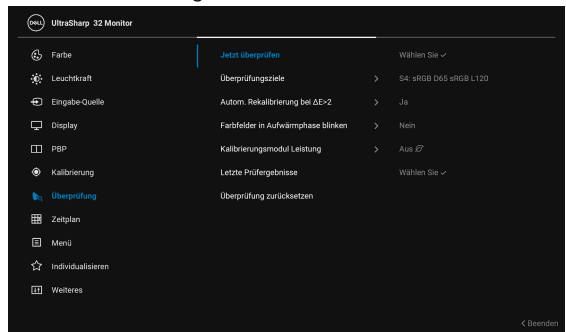 DELL UltraSharp 32 Monitor
Farbe Jetzt überprüfen Wählen Sie ✓
Leuchtkraft Überprüfungsziele > S4: sRGB D65 sRGB L120
Eingabe-Quelle Autom. Rekalibrierung bei ΔE>2 > Ja
Display Farbfelder in Aufwärmphase blinken > Nein
PBP Kalibrierungsmodul Leistung > Aus
Kalibrierung Letzte Prüfergebnisse Wählen Sie ✓
Überprüfung Überprüfung zurücksetzen
Zeitplan
Menü
Individualisieren
Weiteres
< Beenden